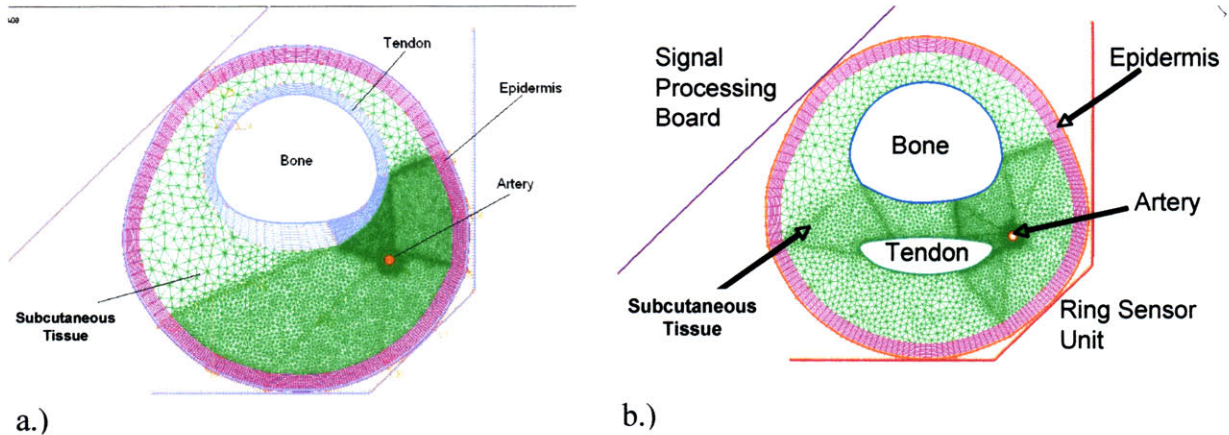 Tendon
Epidermis
Bone
Artery
Subcutaneous
Tissue
a.)
Signal
Processing
Board
Epidermis
Bone
Artery
Tendon
Subcutaneous
Tissue
Ring Sensor
Unit
b.)